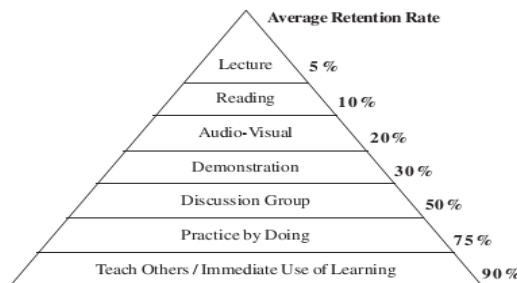 Average Retention Rate
Lecture 5 %
Reading 10 %
Audio-Visual 20 %
Demonstration 30 %
Discussion Group 50 %
Practice by Doing 75 %
Teach Others / Immediate Use of Learning 90 %